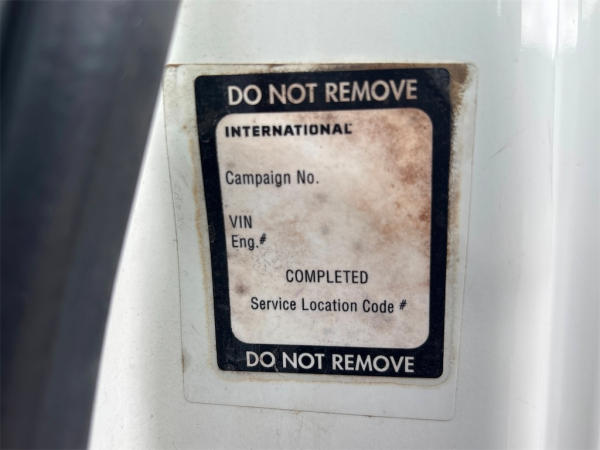 DO NOT REMOVE
INTERNATIONAL
Campaign No.
VIN
Eng.#
COMPLETED
Service Location Code #
DO NOT REMOVE